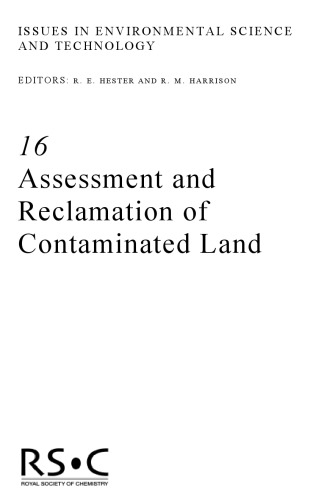 ISSUES IN ENVIRONMENTAL SCIENCE
AND TECHNOLOGY
EDITORS: R. E. HESTER AND R. M. HARRISON
16
Assessment and
Reclamation of
Contaminated Land
RS•C
ROYAL SOCIETY OF CHEMISTRY